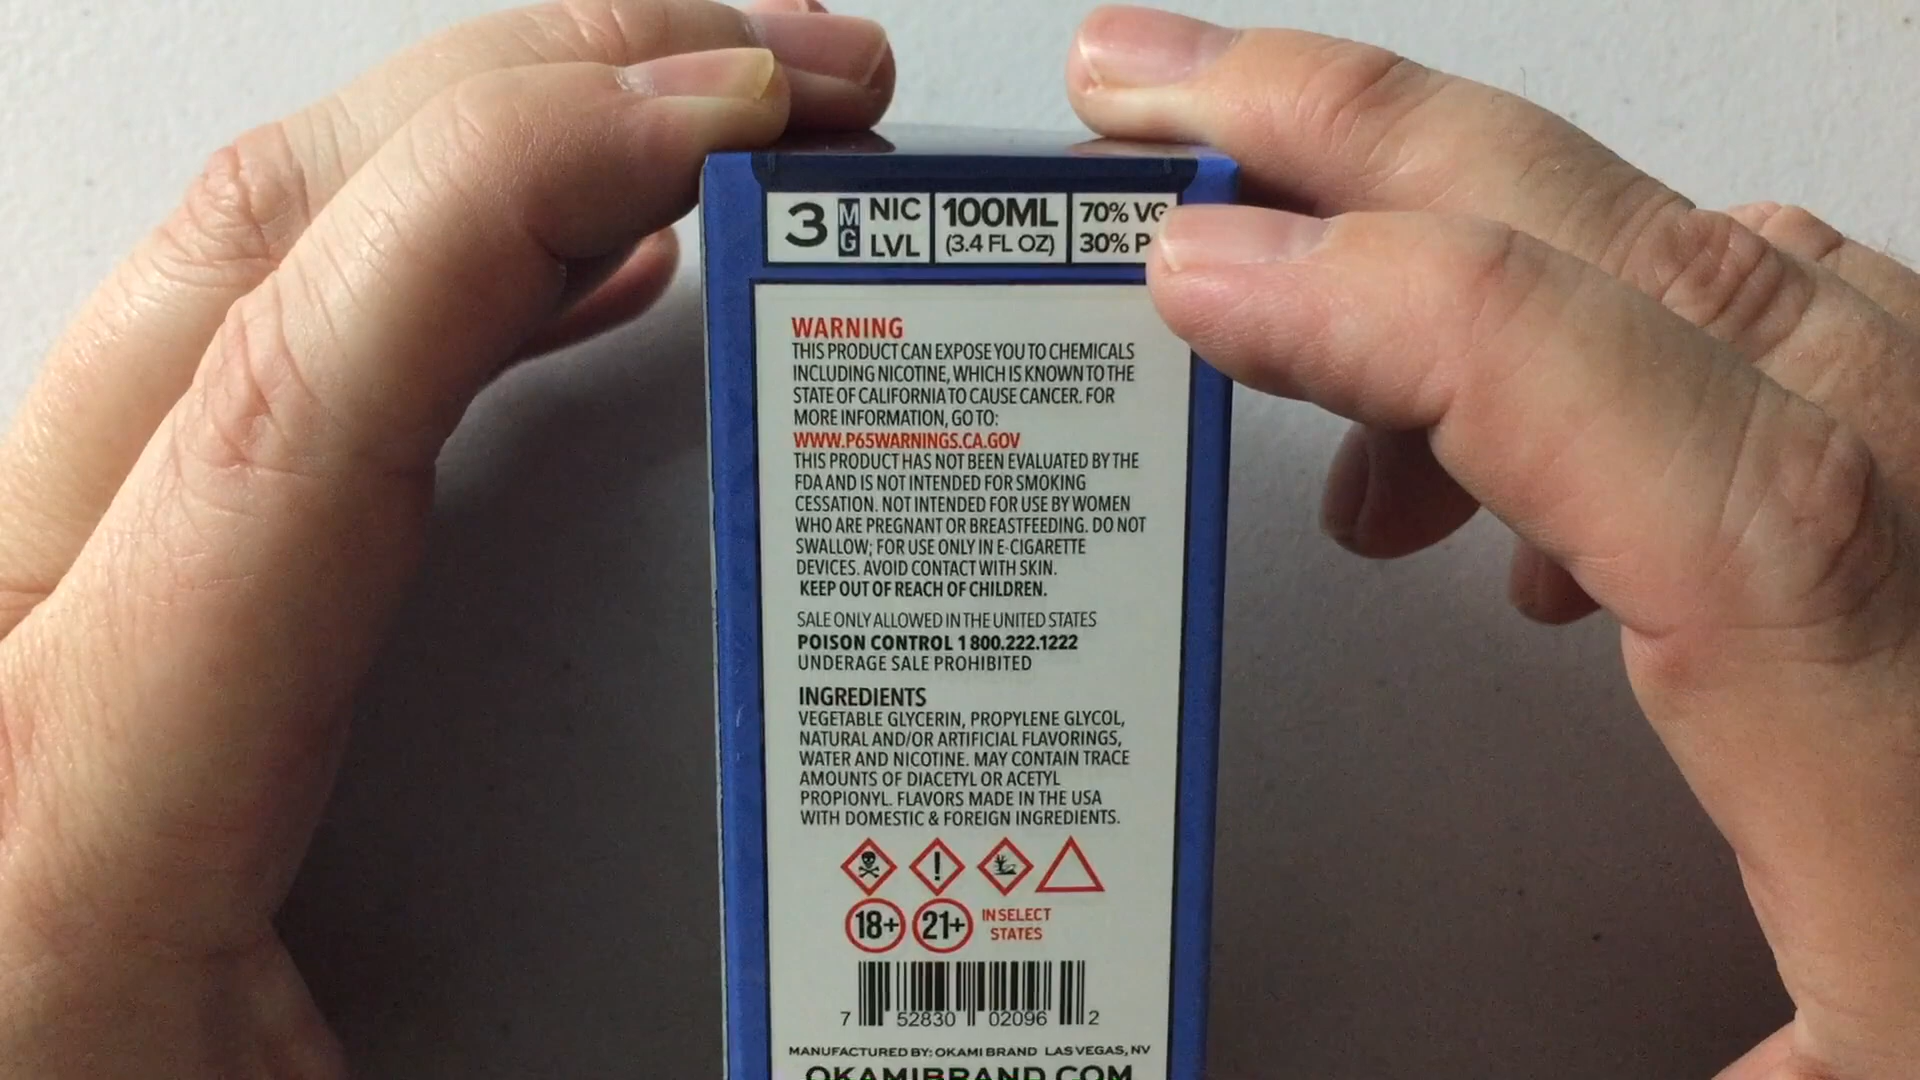 3 MG NIC LVL 100ML (3.4 FL OZ) 70% VG 30% P
WARNING
THIS PRODUCT CAN EXPOSE YOU TO CHEMICALS
INCLUDING NICOTINE, WHICH IS KNOWN TO THE
STATE OF CALIFORNIA TO CAUSE CANCER. FOR
MORE INFORMATION, GO TO:
WWW.P65WARNINGS.CA.GOV
THIS PRODUCT HAS NOT BEEN EVALUATED BY THE
FDA AND IS NOT INTENDED FOR SMOKING
CESSATION. NOT INTENDED FOR USE BY WOMEN
WHO ARE PREGNANT OR BREASTFEEDING. DO NOT
SWALLOW; FOR USE ONLY IN E-CIGARETTE
DEVICES. AVOID CONTACT WITH SKIN.
KEEP OUT OF REACH OF CHILDREN.
SALE ONLY ALLOWED IN THE UNITED STATES
POISON CONTROL 1 800.222.1222
UNDERAGE SALE PROHIBITED
INGREDIENTS
VEGETABLE GLYCERIN, PROPYLENE GLYCOL,
NATURAL AND/OR ARTIFICIAL FLAVORINGS,
WATER AND NICOTINE. MAY CONTAIN TRACE
AMOUNTS OF DIACETYL OR ACETYL
PROPIONYL. FLAVORS MADE IN THE USA
WITH DOMESTIC & FOREIGN INGREDIENTS.
!
18+ 21+ IN SELECT
STATES
7 52830 02096 2
MANUFACTURED BY: OKAMI BRAND LAS VEGAS, NV
OKAMIBRAND.COM